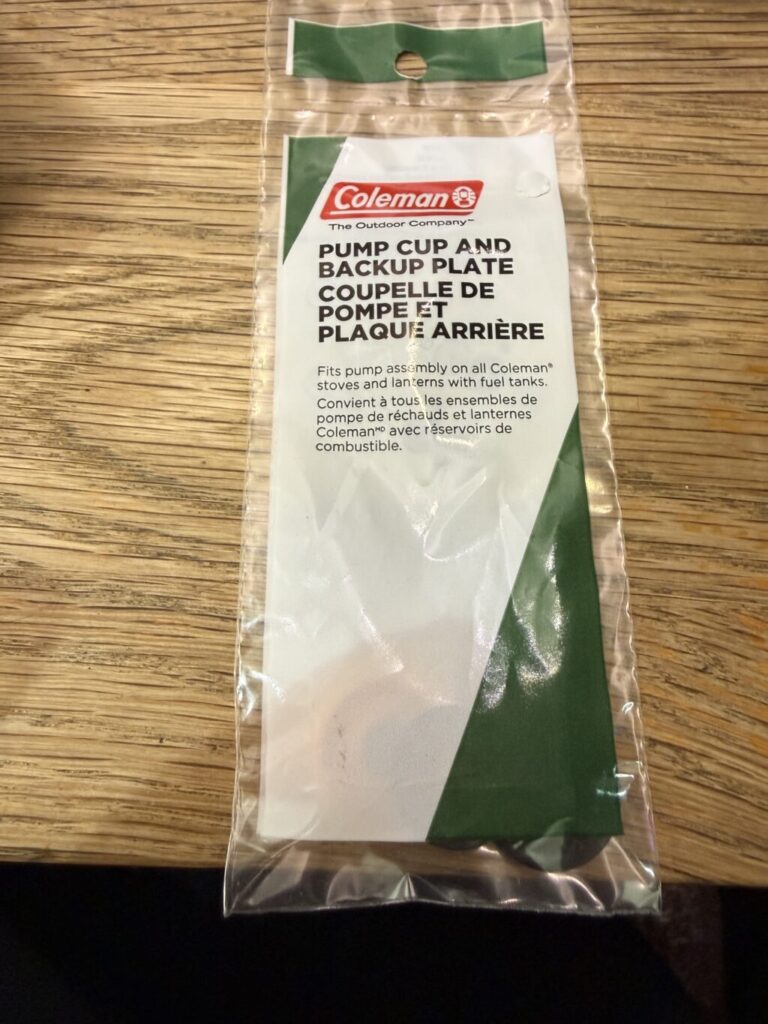 Coleman
The Outdoor Company™
PUMP CUP AND
BACKUP PLATE
COUPELLE DE
POMPE ET
PLAQUE ARRIÈRE
Fits pump assembly on all Coleman®
stoves and lanterns with fuel tanks.
Convient à tous les ensembles de
pompe de réchauds et lanternes
Colemanᴹᴰ avec réservoirs de
combustible.